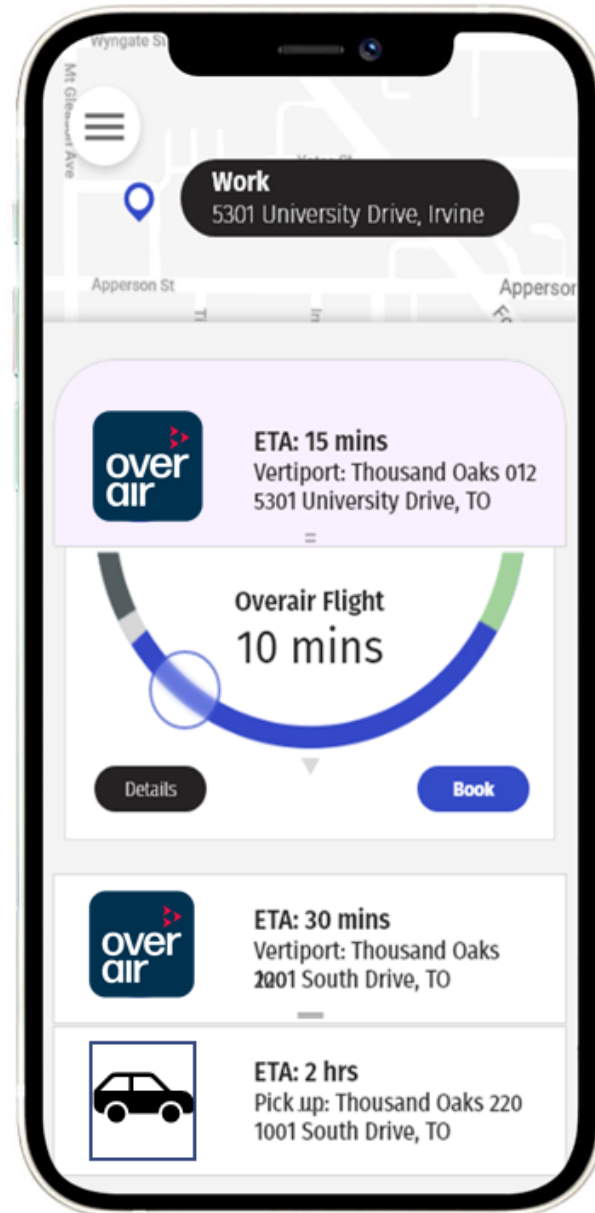 Wyngate St
Mt Gleason Ave
Work
5301 University Drive, Irvine
Apperson St
Apperson
over
air
ETA: 15 mins
Vertiport: Thousand Oaks 012
5301 University Drive, TO
Overair Flight
10 mins
Details
Book
over
air
ETA: 30 mins
Vertiport: Thousand Oaks
South Drive, TO
ETA: 2 hrs
Pick up: Thousand Oaks 220
1001 South Drive, TO